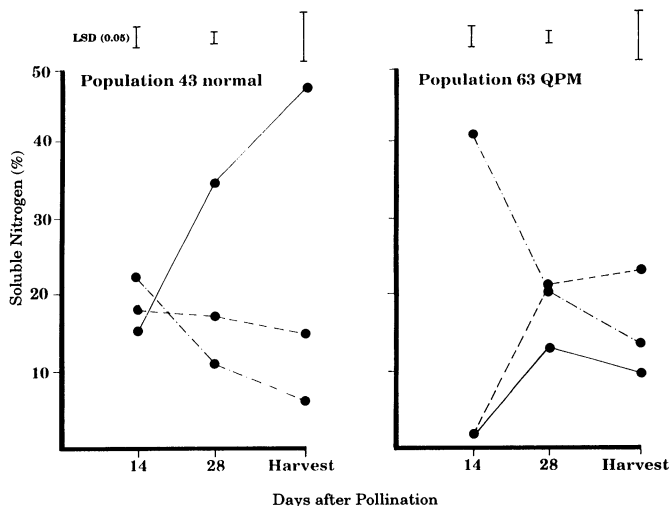 LSD (0.05)
50
Population 43 normal
Population 63 QPM
40
30
20
10
Soluble Nitrogen (%)
14 28 Harvest
14 28 Harvest
Days after Pollination